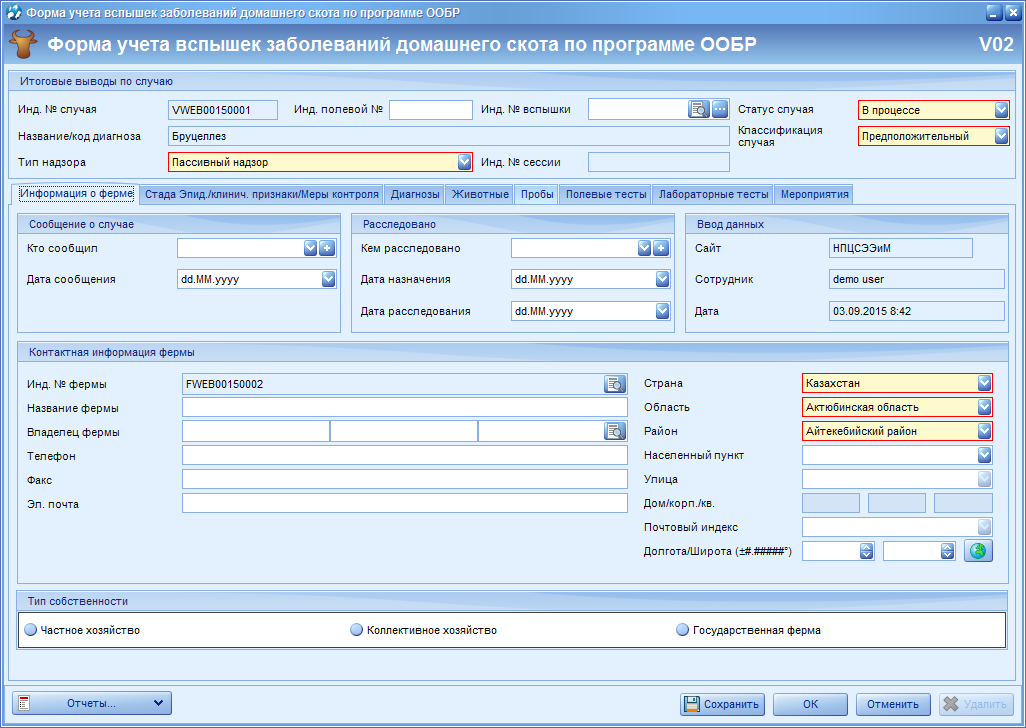 Форма учета вспышек заболеваний домашнего скота по программе ООБР
Форма учета вспышек заболеваний домашнего скота по программе ООБР V02
Итоговые выводы по случаю
Инд. № случая VWEB00150001 Инд. полевой № Инд. № вспышки Статус случая В процессе
Название/код диагноза Бруцеллез Классификация случая Предположительный
Тип надзора Пассивный надзор Инд. № сессии
Информация о ферме Стада Эпид./клинич. признаки/Меры контроля Диагнозы Животные Пробы Полевые тесты Лабораторные тесты Мероприятия
Сообщение о случае Расследовано Ввод данных
Кто сообщил Кем расследовано Сайт НПЦСЭЭиМ
Дата сообщения dd.MM.yyyy Дата назначения dd.MM.yyyy Сотрудник demo user
Дата расследования dd.MM.yyyy Дата 03.09.2015 8:42
Контактная информация фермы
Инд. № фермы FWEB00150002 Страна Казахстан
Название фермы Область Актюбинская область
Владелец фермы Район Айтекебийский район
Телефон Населенный пункт
Факс Улица
Эл. почта Дом/корп./кв.
Почтовый индекс
Долгота/Широта (±#.#####°)
Тип собственности
Частное хозяйство Коллективное хозяйство Государственная ферма
Отчеты... Сохранить ОК Отменить Удалить